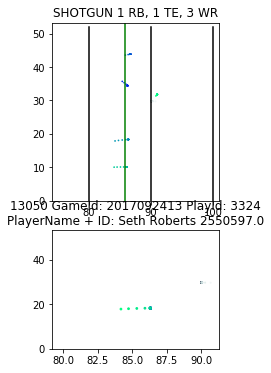 SHOTGUN 1 RB, 1 TE, 3 WR
50
40
30
20
10
0
80 90 100
13050 GameId: 2017092413 PlayId: 3324
PlayerName + ID: Seth Roberts 2550597.0
40
20
0
80.0 82.5 85.0 87.5 90.0